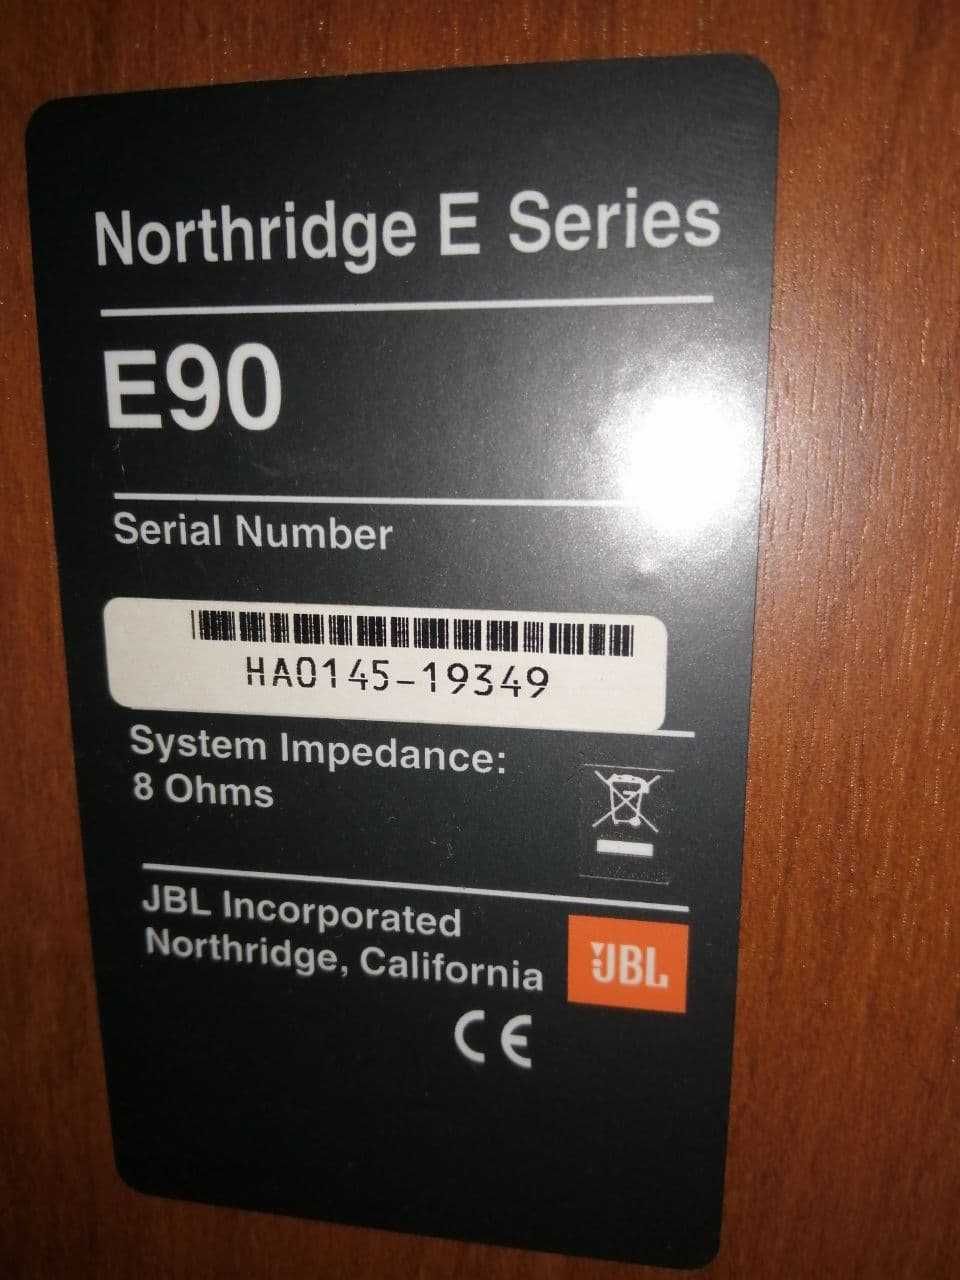 Northridge E Series
E90
Serial Number
HA0145-19349
System Impedance:
8 Ohms
JBL Incorporated
Northridge, California
JBL
CE